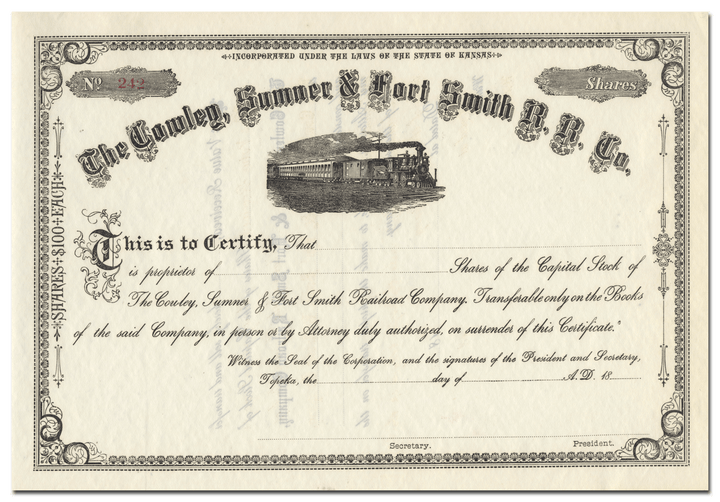 INCORPORATED UNDER THE LAWS OF THE STATE OF KANSAS
No 242
Shares
The Cowley, Sumner & Fort Smith R. R. Co.
SHARES $100 EACH
This is to Certify, That
is proprietor of Shares of the Capital Stock of
The Cowley, Sumner & Fort Smith Railroad Company. Transferable only on the Books
of the said Company, in person or by Attorney duly authorized, on surrender of this Certificate.
Witness the Seal of the Corporation, and the signatures of the President and Secretary,
Topeka, the day of A.D. 18
Secretary. President.